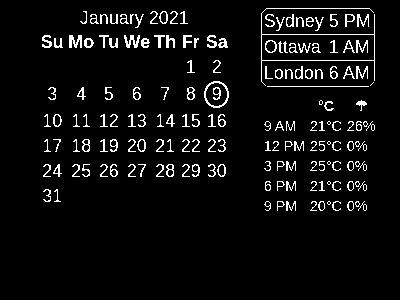 January 2021
Su Mo Tu We Th Fr Sa
1 2
3 4 5 6 7 8 9
10 11 12 13 14 15 16
17 18 19 20 21 22 23
24 25 26 27 28 29 30
31
Sydney 5 PM
Ottawa 1 AM
London 6 AM
°C ☂
9 AM 21°C 26%
12 PM 25°C 0%
3 PM 25°C 0%
6 PM 21°C 0%
9 PM 20°C 0%